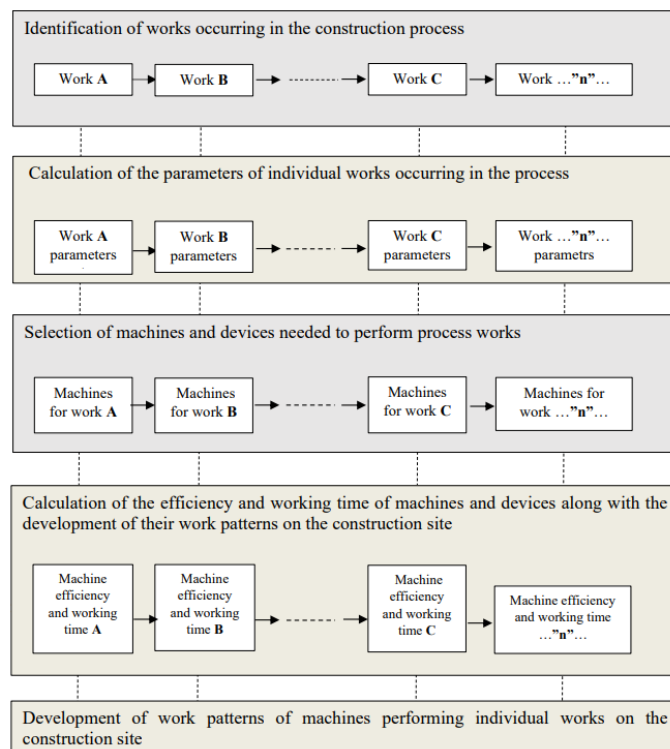 Identification of works occurring in the construction process
Work A
Work B
Work C
Work …”n”…
Calculation of the parameters of individual works occurring in the process
Work A
parameters
Work B
parameters
Work C
parameters
Work …”n”…
parametrs
Selection of machines and devices needed to perform process works
Machines
for work A
Machines
for work B
Machines
for work C
Machines for
work …”n”…
Calculation of the efficiency and working time of machines and devices along with the
development of their work patterns on the construction site
Machine
efficiency
and working
time A
Machine
efficiency
and working
time B
Machine
efficiency
and working
time C
Machine efficiency
and working time
…”n”…
Development of work patterns of machines performing individual works on the
construction site